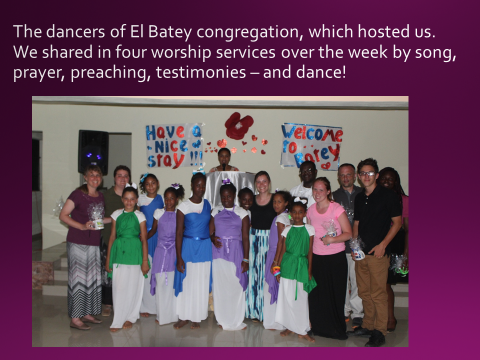 The dancers of El Batey congregation, which hosted us.
We shared in four worship services over the week by song,
prayer, preaching, testimonies – and dance!
Have a
Nice
stay !!!
Welcome
to
Batey